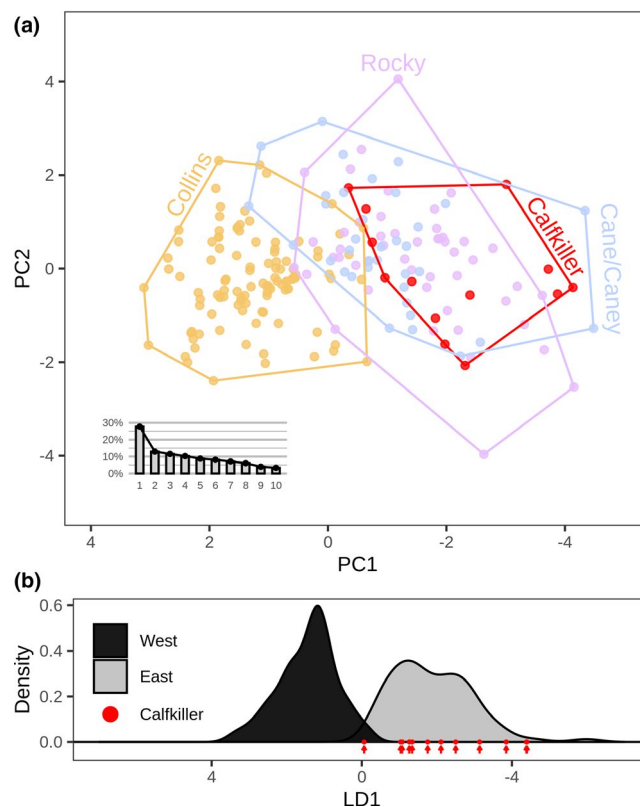 (a)
Rocky
Collins
Calfkiller
Cane/Caney
PC2
4
2
0
-2
-4
30%
20%
10%
0%
1 2 3 4 5 6 7 8 9 10
4 2 0 -2 -4
PC1
(b)
Density
0.6
0.4
0.2
0.0
West
East
Calfkiller
4 0 -4
LD1